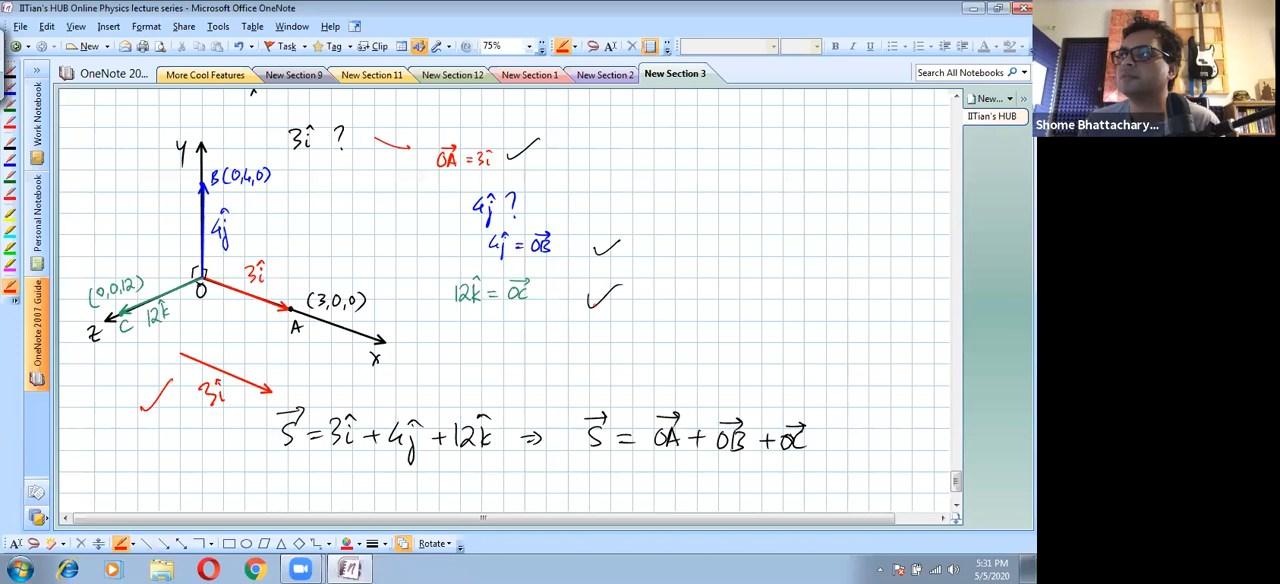 IITian's HUB Online Physics lecture series - Microsoft Office OneNote
File Edit View Insert Format Share Tools Table Window Help
New Task Tag Clip 75%
OneNote 20... More Cool Features New Section 9 New Section 11 New Section 12 New Section 1 New Section 2 New Section 3 Search All Notebooks
New...
IITian's HUB
Shome Bhattachary...
Work Notebook
Personal Notebook
OneNote 2007 Guide
3î ?
OA⃗ = 3î
Y
B(0,4,0)
4ĵ
4ĵ ?
4ĵ = OB⃗
(0,0,12)
O
3î
(3,0,0)
12k̂ = OC⃗
Z
C
12k̂
A
X
3î
S⃗ = 3î + 4ĵ + 12k̂ ⇒ S⃗ = OA⃗ + OB⃗ + OC⃗
Rotate
5:31 PM
5/5/2020